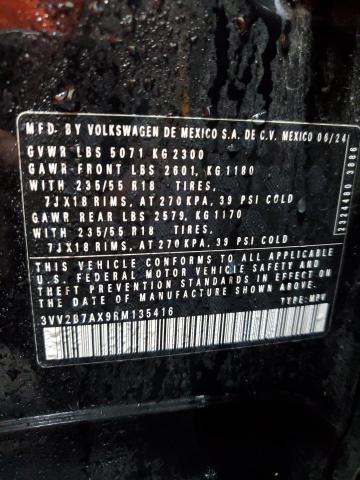 MFD. BY VOLKSWAGEN DE MEXICO S.A. DE C.V. MEXICO 06/24
GVWR LBS 5071 KG 2300
GAWR-FRONT LBS 2601, KG 1180
WITH 235/55 R18 TIRES,
7JX18 RIMS, AT 270 KPA, 39 PSI COLD
GAWR REAR LBS 2579, KG 1170
WITH 235/55 R18 TIRES,
7JX18 RIMS, AT 270 KPA, 39 PSI COLD
THIS VEHICLE CONFORMS TO ALL APPLICABLE
U.S. FEDERAL MOTOR VEHICLE SAFETY AND
THEFT PREVENTION STANDARDS IN EFFECT ON
THE DATE OF MANUFACTURE SHOWN ABOVE.
3VV2B7AX9RM135416 TYPE: MPV
2324480 3886